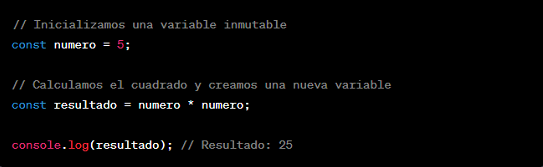 // Inicializamos una variable inmutable
const numero = 5;
// Calculamos el cuadrado y creamos una nueva variable
const resultado = numero * numero;
console.log(resultado); // Resultado: 25